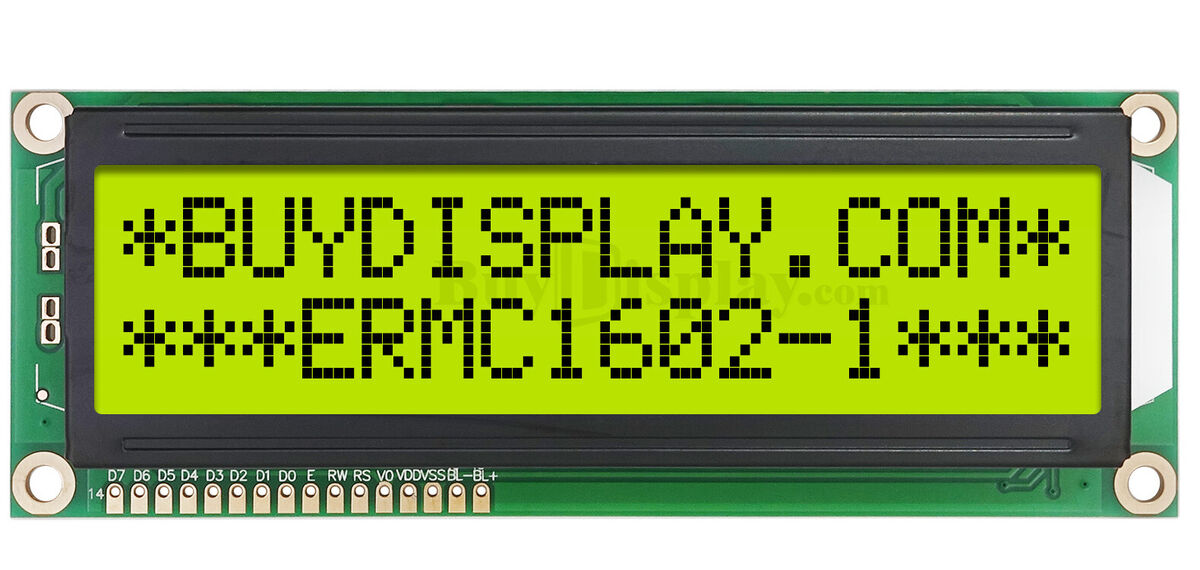 *BUYDISPLAY.COM*
BuyDisplay.com
***ERMC1602-1***
D7 D6 D5 D4 D3 D2 D1 D0 E RW RS V0 VDD VSS BL- BL+
14